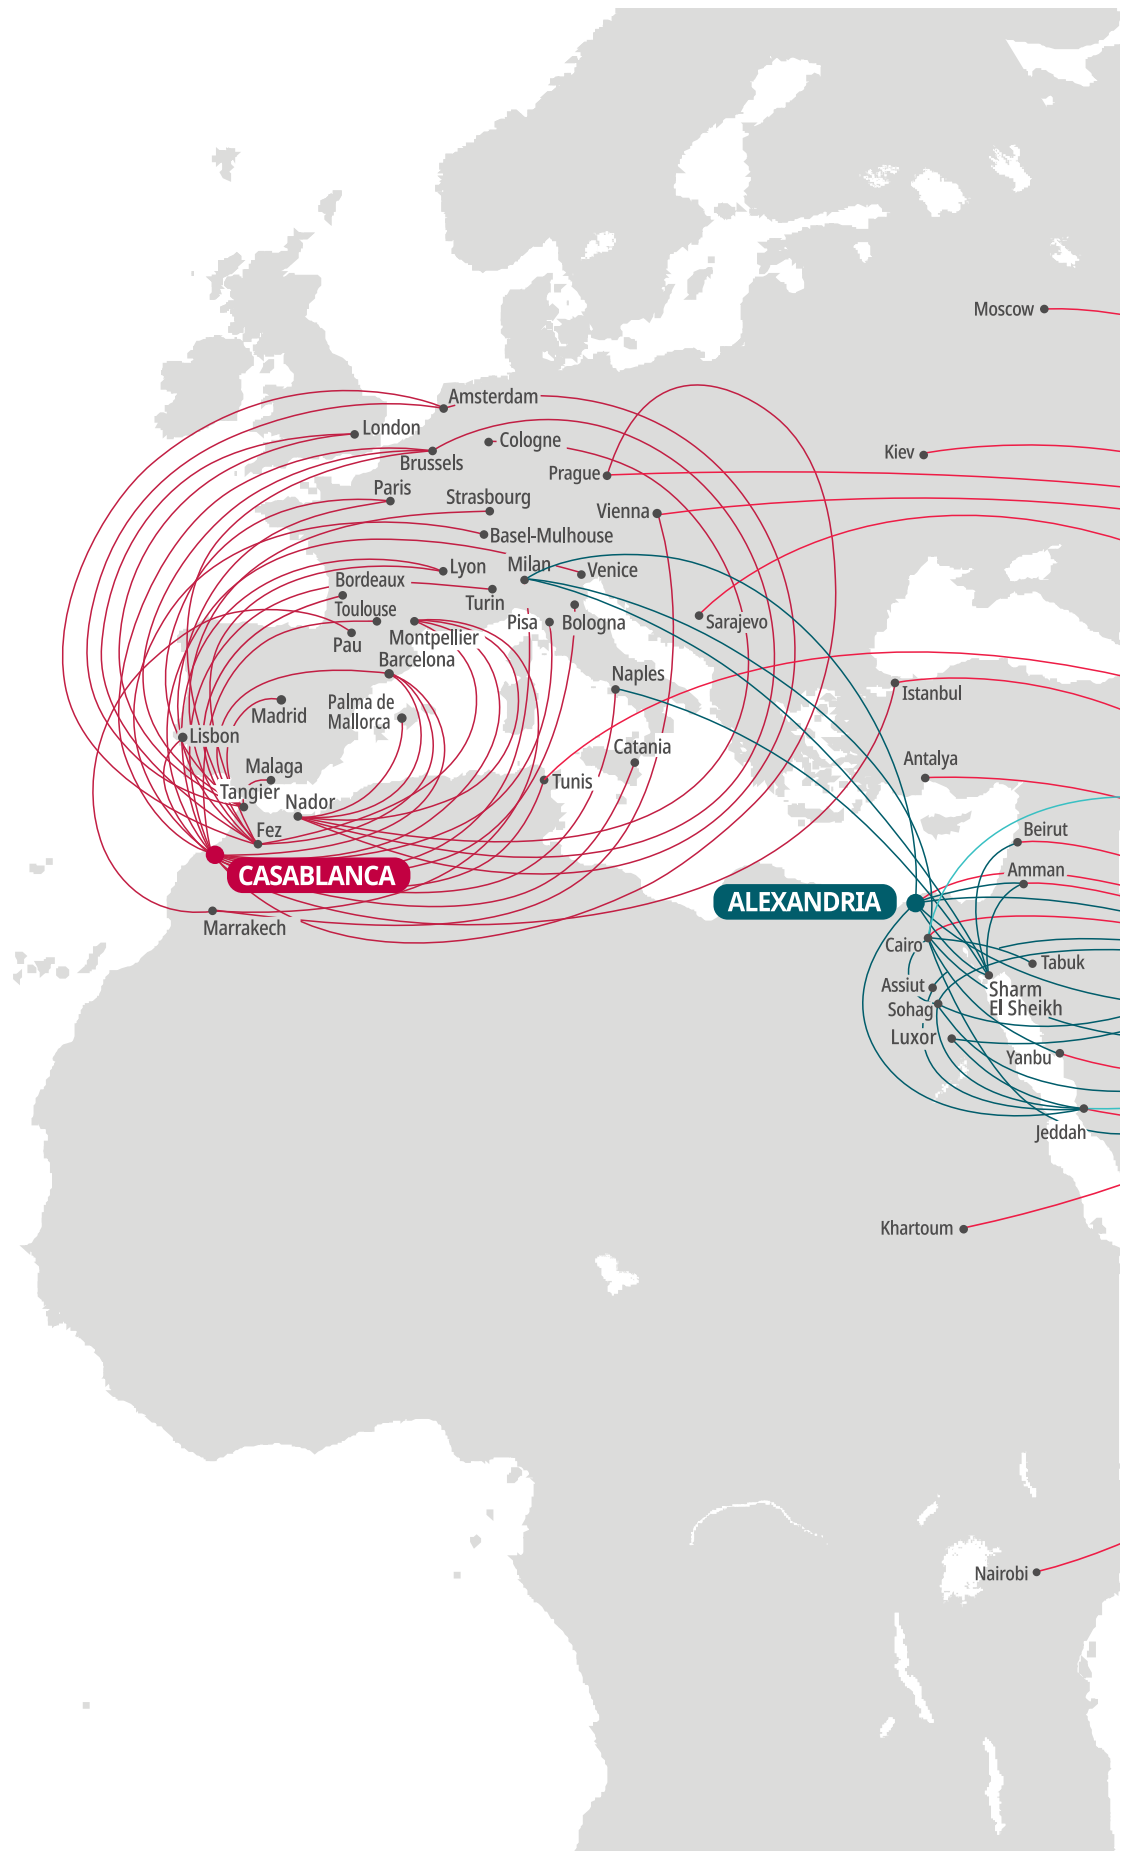 Moscow
Amsterdam
London
Cologne
Kiev
Brussels
Prague
Paris
Strasbourg
Vienna
Basel-Mulhouse
Milan
Lyon
Venice
Bordeaux
Turin
Toulouse
Pisa
Bologna
Sarajevo
Montpellier
Pau
Barcelona
Naples
Istanbul
Palma de
Mallorca
Madrid
Lisbon
Catania
Antalya
Malaga
Tunis
Tangier
Nador
Fez
Beirut
Amman
CASABLANCA
ALEXANDRIA
Marrakech
Cairo
Tabuk
Assiut
Sharm
El Sheikh
Sohag
Luxor
Yanbu
Jeddah
Khartoum
Nairobi